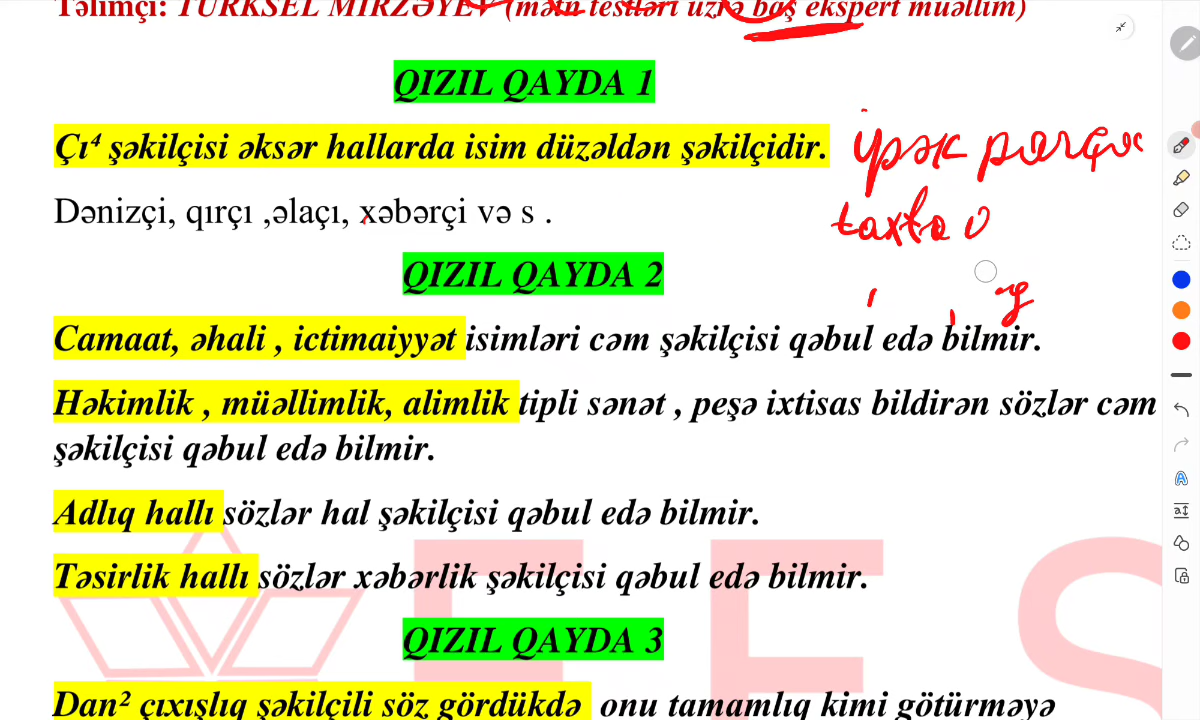 Təlimçi: TÜRKSEL MİRZƏYEV (mətn testləri üzrə baş ekspert müəllim)
QIZIL QAYDA 1
Çı⁴ şəkilçisi əksər hallarda isim düzəldən şəkilçidir.
ipək parça
Dənizçi, qırçı ,əlaçı, xəbərçi və s .
taxta
QIZIL QAYDA 2
Camaat, əhali , ictimaiyyət isimləri cəm şəkilçisi qəbul edə bilmir.
Həkimlik , müəllimlik, alimlik tipli sənət , peşə ixtisas bildirən sözlər cəm
şəkilçisi qəbul edə bilmir.
Adlıq hallı sözlər hal şəkilçisi qəbul edə bilmir.
Təsirlik hallı sözlər xəbərlik şəkilçisi qəbul edə bilmir.
QIZIL QAYDA 3
Dan² çıxışlıq şəkilçili söz gördükdə onu tamamlıq kimi götürməyə